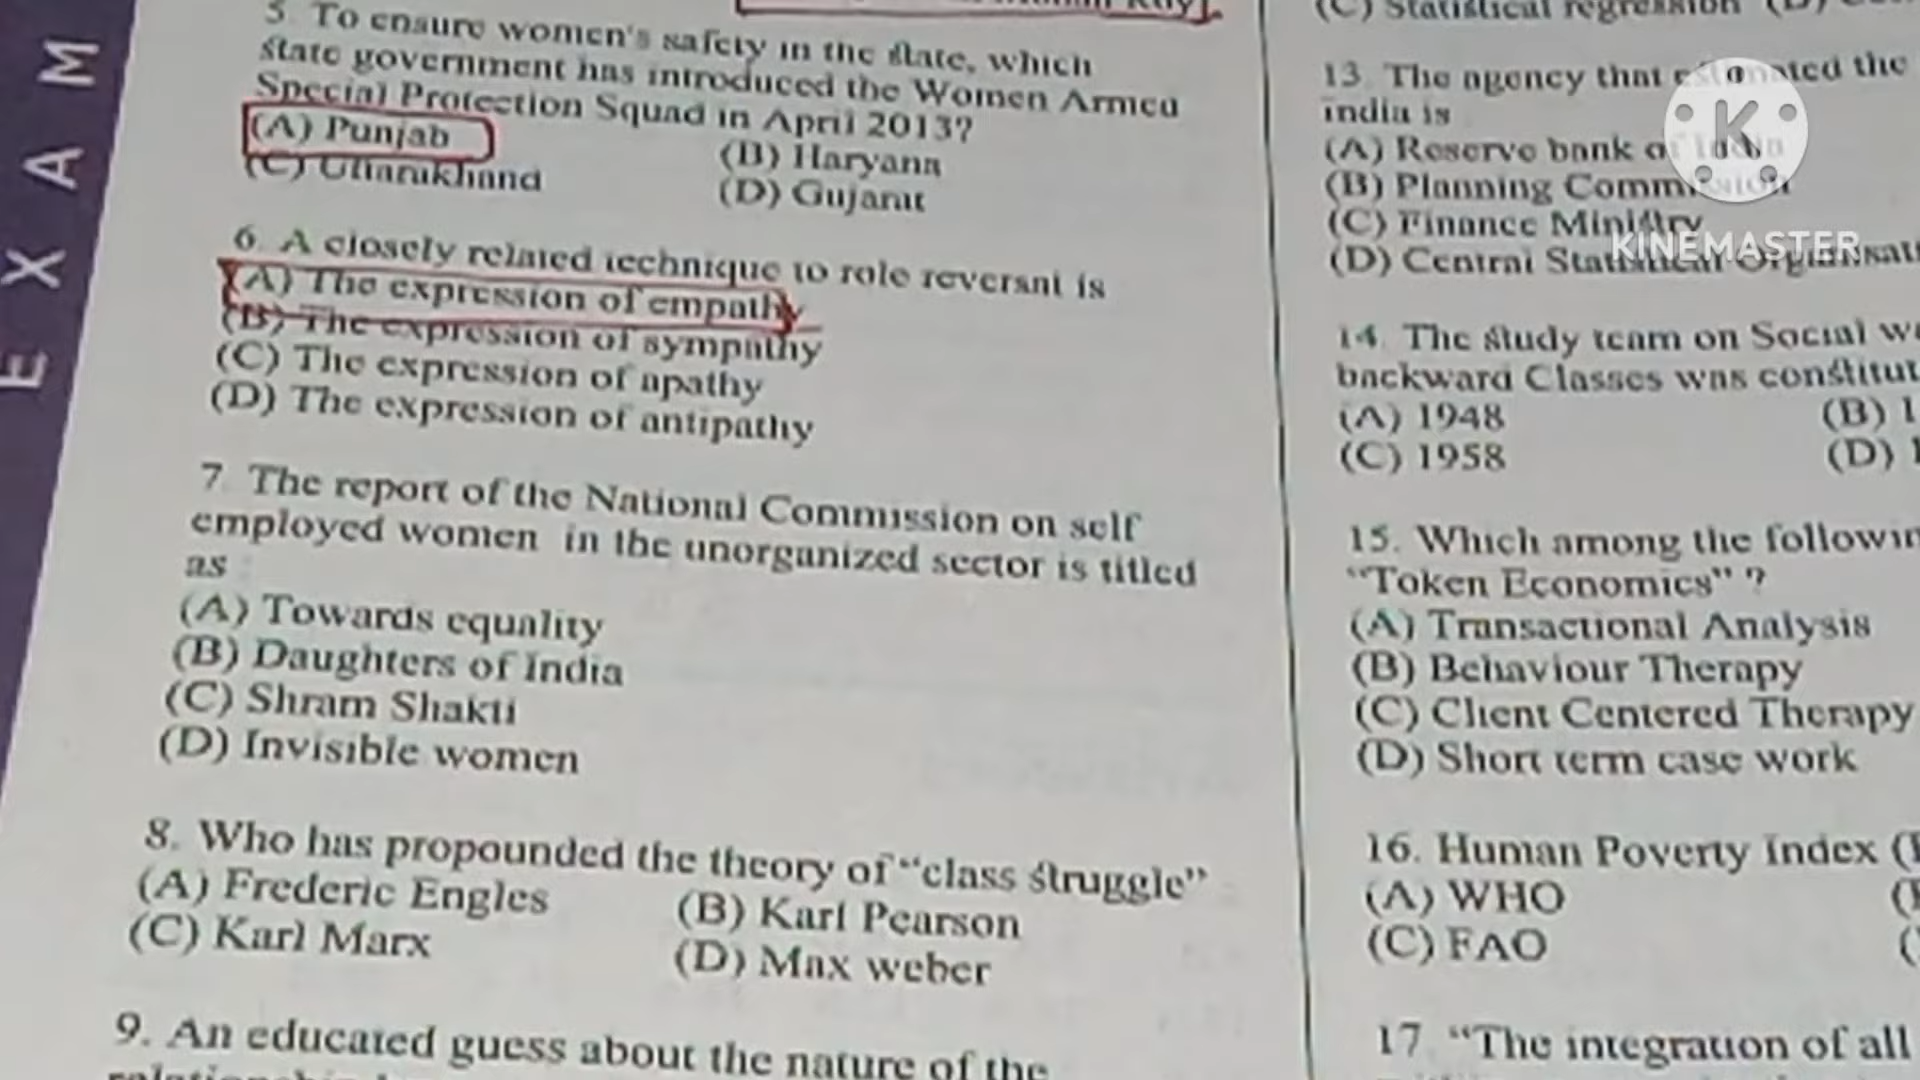 EXAM
5. To ensure women's safety in the state, which
state government has introduced the Women Armed
Special Protection Squad in April 2013?
(A) Punjab
(B) Haryana
(C) Uttarakhand
(D) Gujarat
6. A closely related technique to role reversal is
(A) The expression of empathy
(B) The expression of sympathy
(C) The expression of apathy
(D) The expression of antipathy
7. The report of the National Commission on self
employed women in the unorganized sector is titled
as
(A) Towards equality
(B) Daughters of India
(C) Shram Shakti
(D) Invisible women
8. Who has propounded the theory of "class struggle"
(A) Frederic Engles
(B) Karl Pearson
(C) Karl Marx
(D) Max weber
9. An educated guess about the nature of the
(C) Statistical regression (D)
13. The agency that estimated the
india is
(A) Reserve bank of India
(B) Planning Commission
(C) Finance Ministry
(D) Central Statistical
KINEMASTER
14. The study team on Social
backward Classes was
(A) 1948
(B)
(C) 1958
(D)
15. Which among the
"Token Economics" ?
(A) Transactional Analysis
(B) Behaviour Therapy
(C) Client Centered Therapy
(D) Short term case work
16. Human Poverty Index
(A) WHO
(C) FAO
17 "The integration of all